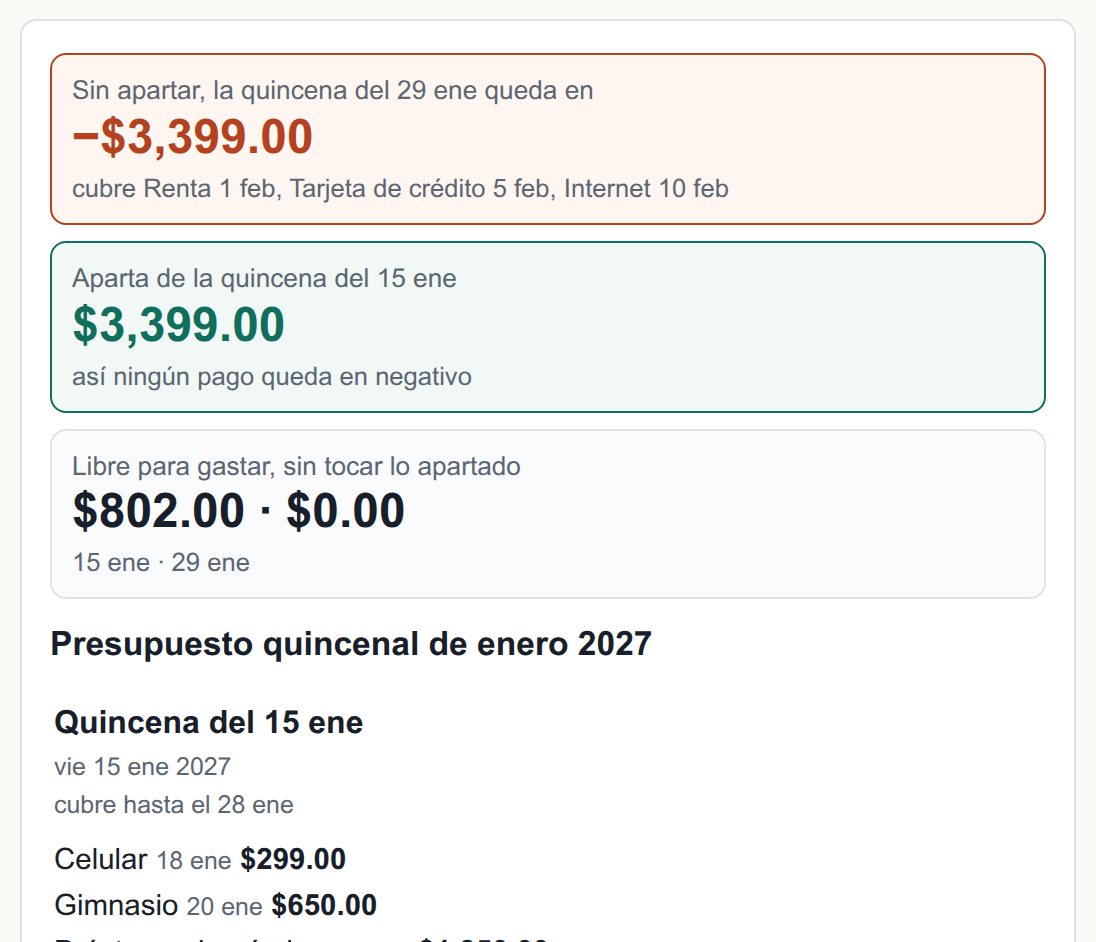 Sin apartar, la quincena del 29 ene queda en
−$3,399.00
cubre Renta 1 feb, Tarjeta de crédito 5 feb, Internet 10 feb
Aparta de la quincena del 15 ene
$3,399.00
así ningún pago queda en negativo
Libre para gastar, sin tocar lo apartado
$802.00 · $0.00
15 ene · 29 ene
Presupuesto quincenal de enero 2027
Quincena del 15 ene
vie 15 ene 2027
cubre hasta el 28 ene
Celular 18 ene $299.00
Gimnasio 20 ene $650.00